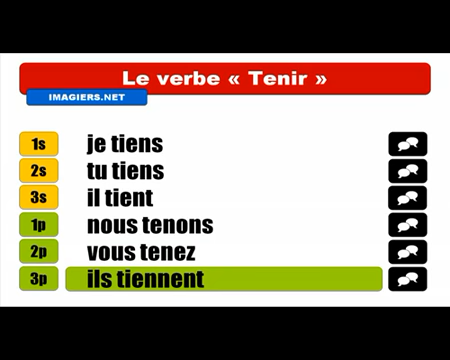 Le verbe « Tenir »
IMAGIERS.NET
1s je tiens
2s tu tiens
3s il tient
1p nous tenons
2p vous tenez
3p ils tiennent